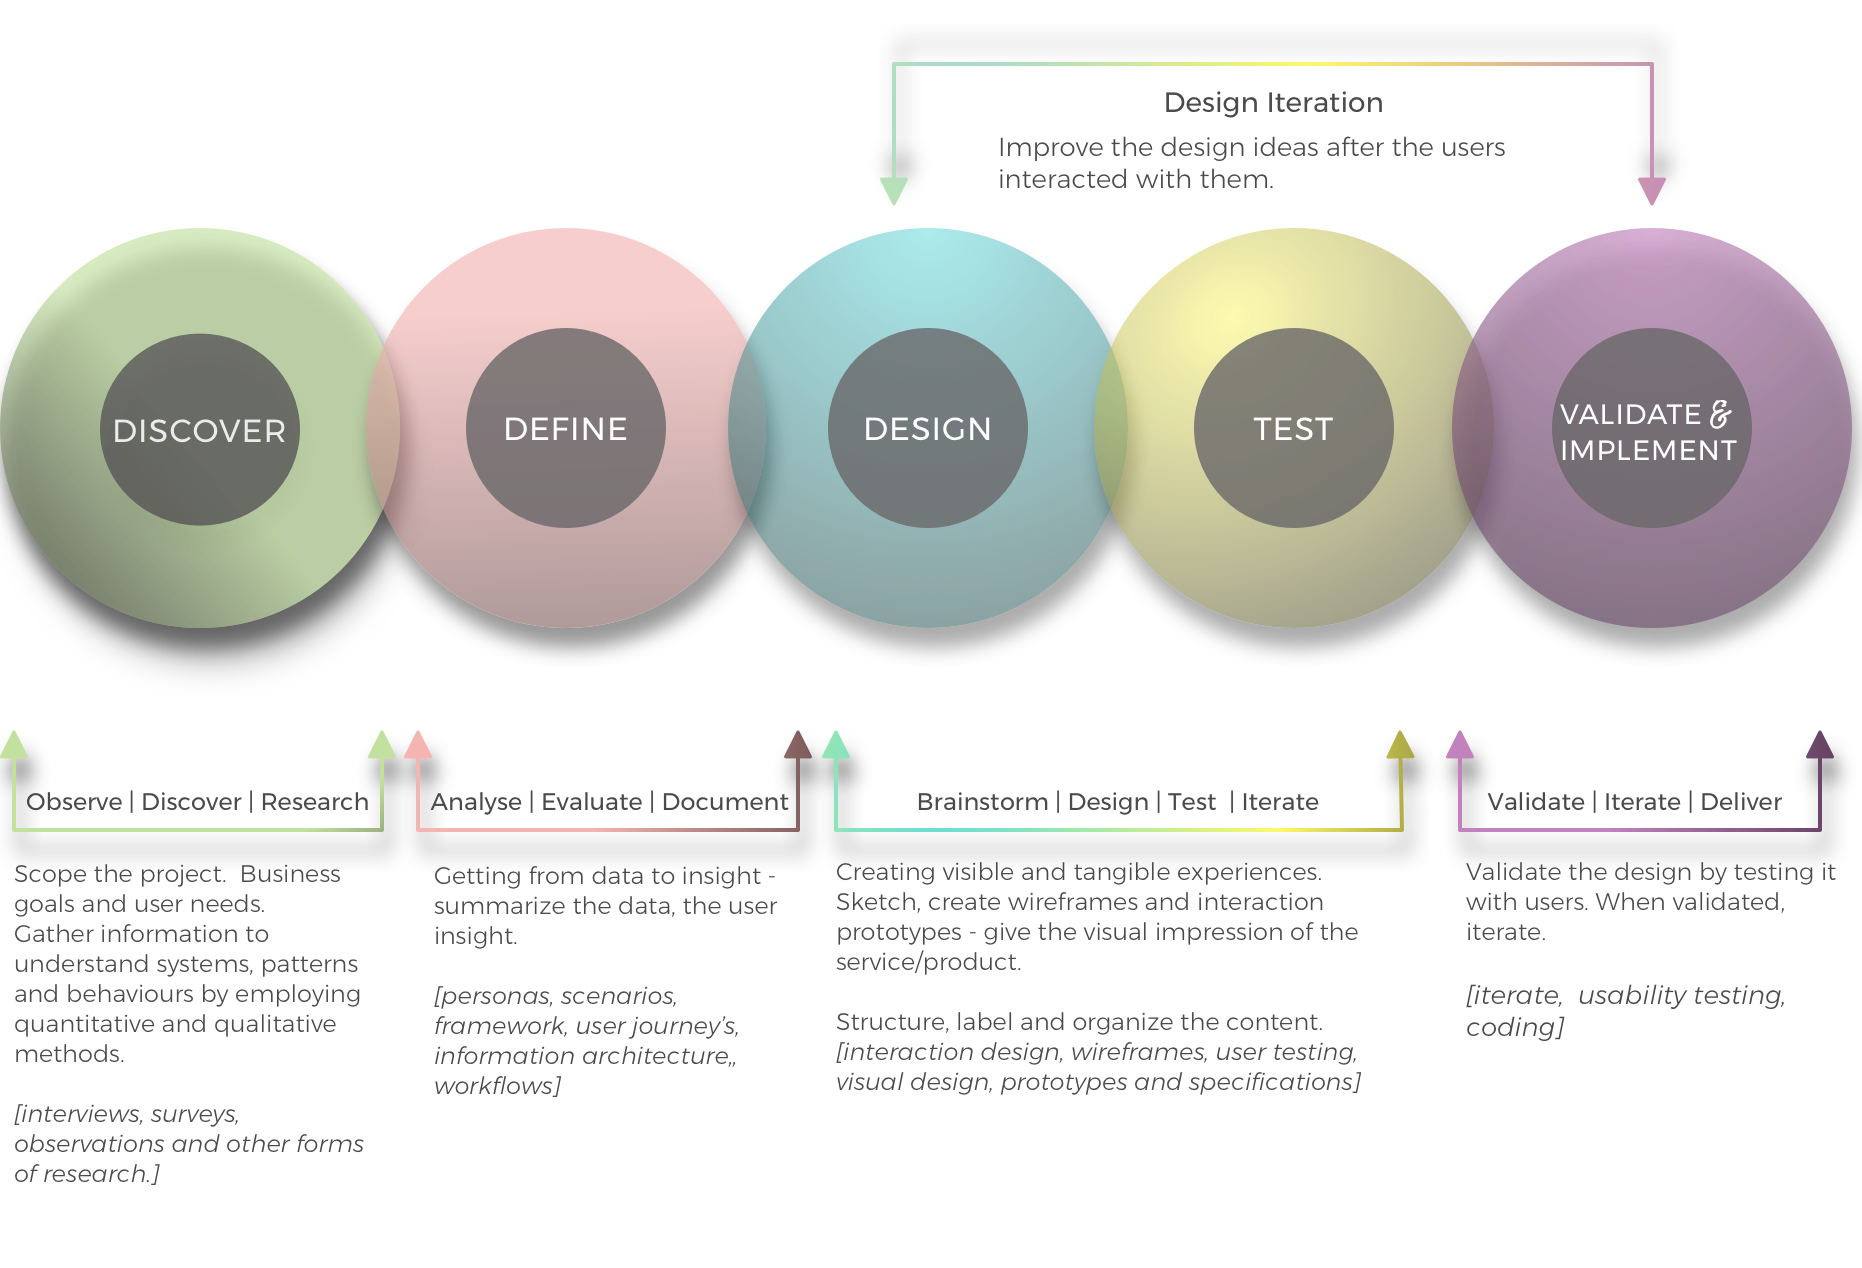 Design Iteration
Improve the design ideas after the users
interacted with them.
DISCOVER
DEFINE
DESIGN
TEST
VALIDATE &
IMPLEMENT
Observe | Discover | Research
Scope the project.  Business
goals and user needs.
Gather information to
understand systems, patterns
and behaviours by employing
quantitative and qualitative
methods.
[interviews, surveys,
observations and other forms
of research.]
Analyse | Evaluate | Document
Getting from data to insight -
summarize the data, the user
insight.
[personas, scenarios,
framework, user journey’s,
information architecture,,
workflows]
Brainstorm | Design | Test  | Iterate
Creating visible and tangible experiences.
Sketch, create wireframes and interaction
prototypes - give the visual impression of the
service/product.
Structure, label and organize the content.
[interaction design, wireframes, user testing,
visual design, prototypes and specifications]
Validate | Iterate | Deliver
Validate the design by testing it
with users. When validated,
iterate.
[iterate,  usability testing,
coding]